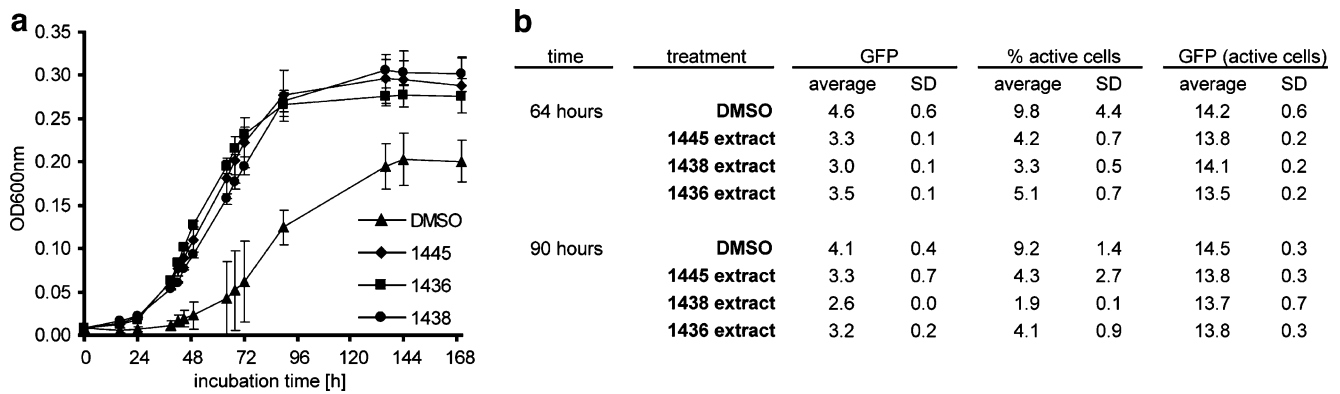 a
0.35
0.30
0.25
0.20
0.15
0.10
0.05
0.00
OD600nm
DMSO
1445
1436
1438
0 24 48 72 96 120 144 168
incubation time [h]
b
time treatment GFP % active cells GFP (active cells)
average SD average SD average SD
64 hours DMSO 4.6 0.6 9.8 4.4 14.2 0.6
1445 extract 3.3 0.1 4.2 0.7 13.8 0.2
1438 extract 3.0 0.1 3.3 0.5 14.1 0.2
1436 extract 3.5 0.1 5.1 0.7 13.5 0.2
90 hours DMSO 4.1 0.4 9.2 1.4 14.5 0.3
1445 extract 3.3 0.7 4.3 2.7 13.8 0.3
1438 extract 2.6 0.0 1.9 0.1 13.7 0.7
1436 extract 3.2 0.2 4.1 0.9 13.8 0.3